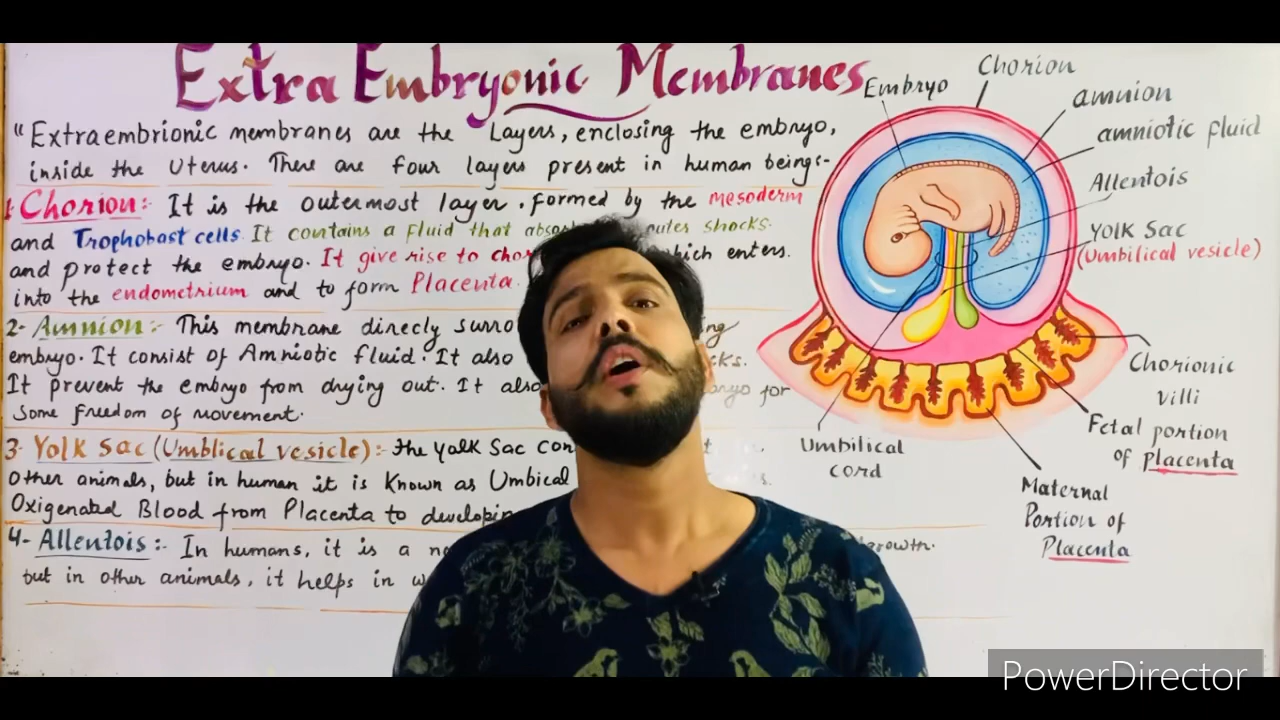 Extra Embryonic Membranes
"Extraembrionic membranes are the Layers, enclosing the embryo,
inside the Uterus. There are four layers present in human beings-
1- Chorion:- It is the outermost layer, formed by the mesoderm
and Trophobast cells. It contains a fluid that shocks.
and protect the embryo. It give rise to which enters.
into the endometrium and to form Placenta.
2- Amnion:- This membrane direcly
embryo. It consist of Amniotic fluid. It also
It prevent the embryo from drying out. It also for
some freedom of movement.
3- Yolk Sac (Umblical vesicle):- the yolk Sac
Other animals, but in human it is Known as Umbical
Oxigenated Blood from Placenta to
4- Allentois:- In humans, it is a growth.
but in other animals, it helps in
Embryo
Chorion
amnion
amniotic fluid
Allentois
Yolk Sac
(Umbilical vesicle)
Chorionic
Villi
Fetal portion
of Placenta
Umbilical
cord
Maternal
Portion of
Placenta
PowerDirector